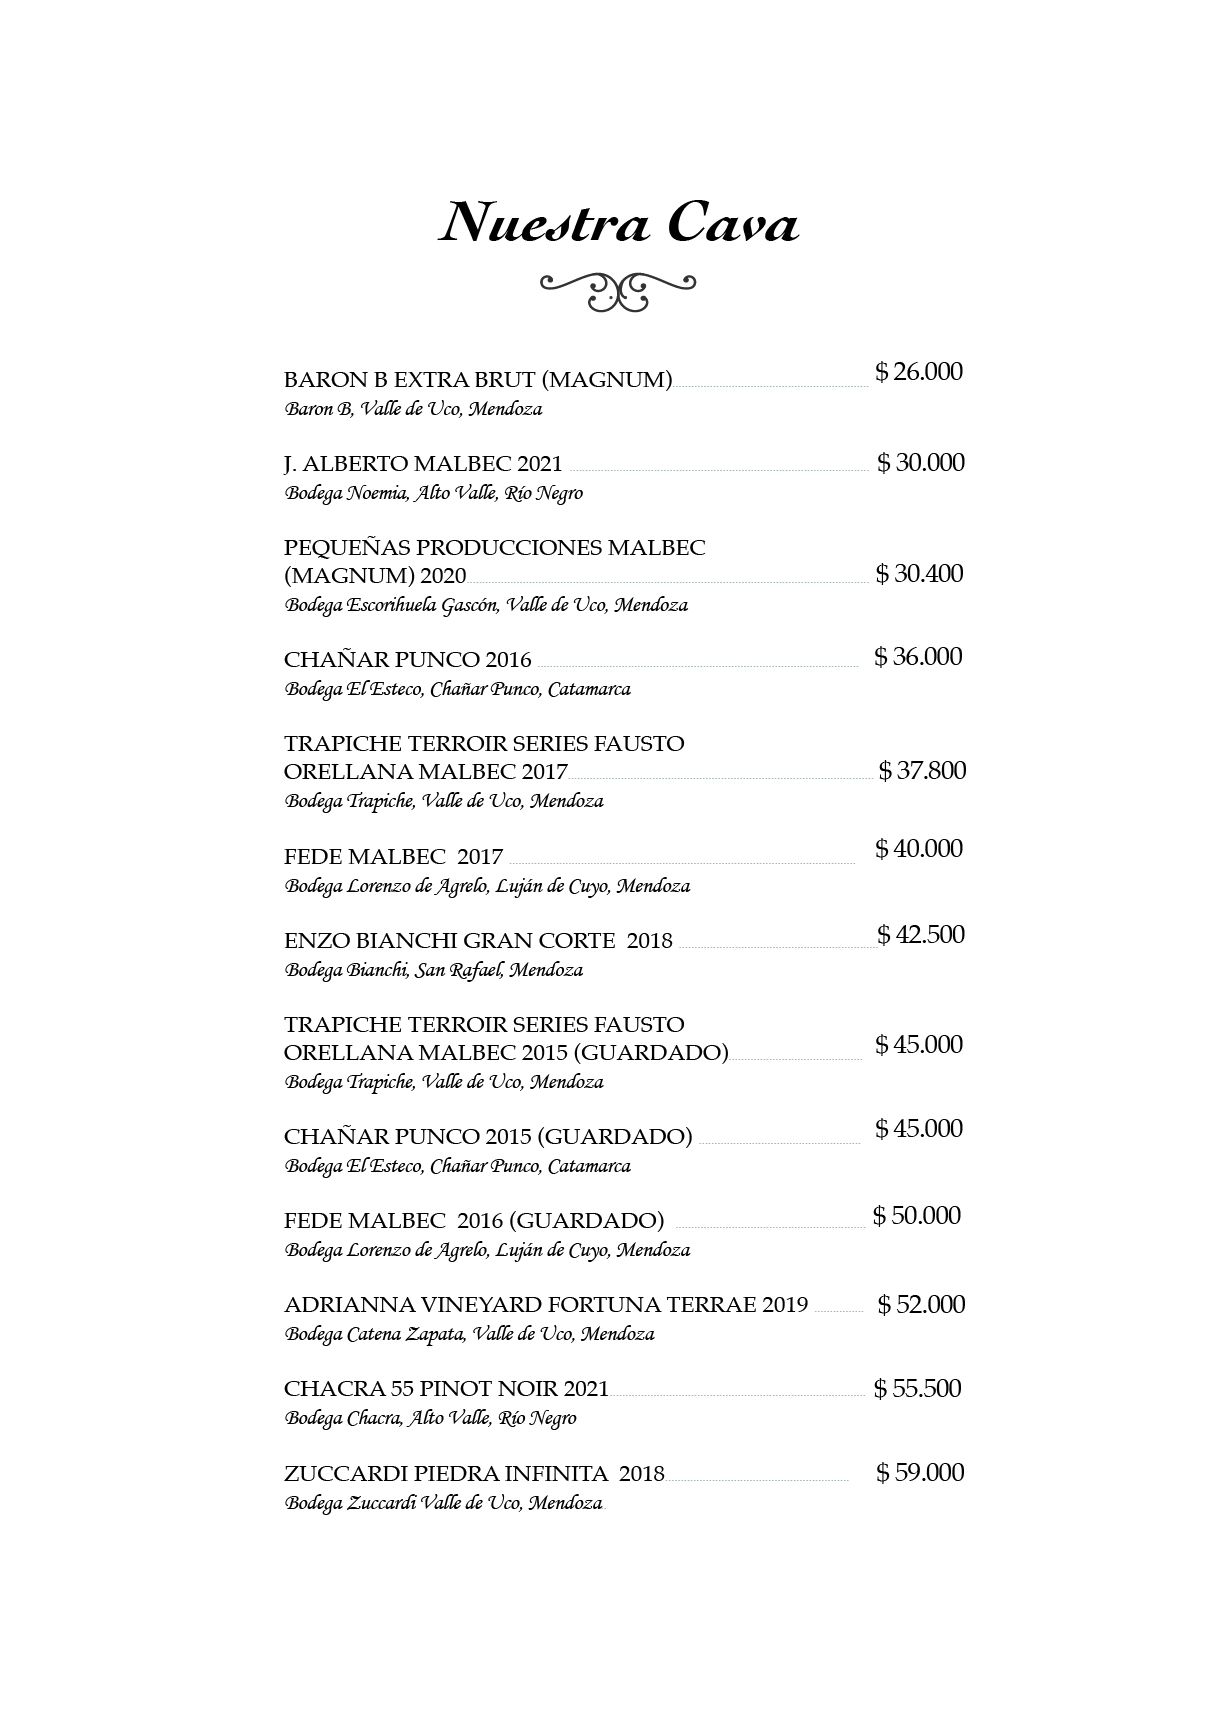 Nuestra Cava
BARON B EXTRA BRUT (MAGNUM) $ 26.000
Baron B, Valle de Uco, Mendoza
J. ALBERTO MALBEC 2021 $ 30.000
Bodega Noemia, Alto Valle, Río Negro
PEQUEÑAS PRODUCCIONES MALBEC
(MAGNUM) 2020 $ 30.400
Bodega Escorihuela Gascón, Valle de Uco, Mendoza
CHAÑAR PUNCO 2016 $ 36.000
Bodega El Esteco, Chañar Punco, Catamarca
TRAPICHE TERROIR SERIES FAUSTO
ORELLANA MALBEC 2017 $ 37.800
Bodega Trapiche, Valle de Uco, Mendoza
FEDE MALBEC 2017 $ 40.000
Bodega Lorenzo de Agrelo, Luján de Cuyo, Mendoza
ENZO BIANCHI GRAN CORTE 2018 $ 42.500
Bodega Bianchi, San Rafael, Mendoza
TRAPICHE TERROIR SERIES FAUSTO
ORELLANA MALBEC 2015 (GUARDADO) $ 45.000
Bodega Trapiche, Valle de Uco, Mendoza
CHAÑAR PUNCO 2015 (GUARDADO) $ 45.000
Bodega El Esteco, Chañar Punco, Catamarca
FEDE MALBEC 2016 (GUARDADO) $ 50.000
Bodega Lorenzo de Agrelo, Luján de Cuyo, Mendoza
ADRIANNA VINEYARD FORTUNA TERRAE 2019 $ 52.000
Bodega Catena Zapata, Valle de Uco, Mendoza
CHACRA 55 PINOT NOIR 2021 $ 55.500
Bodega Chacra, Alto Valle, Río Negro
ZUCCARDI PIEDRA INFINITA 2018 $ 59.000
Bodega Zuccardi Valle de Uco, Mendoza